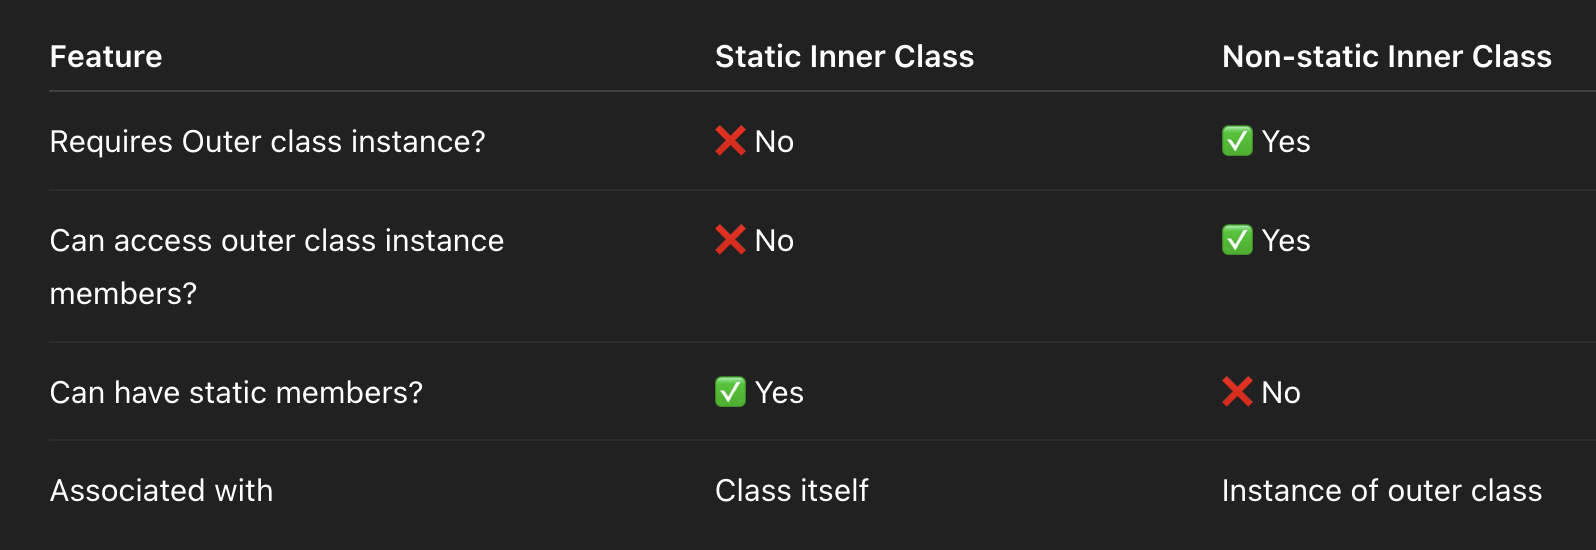 Feature Static Inner Class Non-static Inner Class
Requires Outer class instance? ❌ No ✅ Yes
Can access outer class instance ❌ No ✅ Yes
members?
Can have static members? ✅ Yes ❌ No
Associated with Class itself Instance of outer class